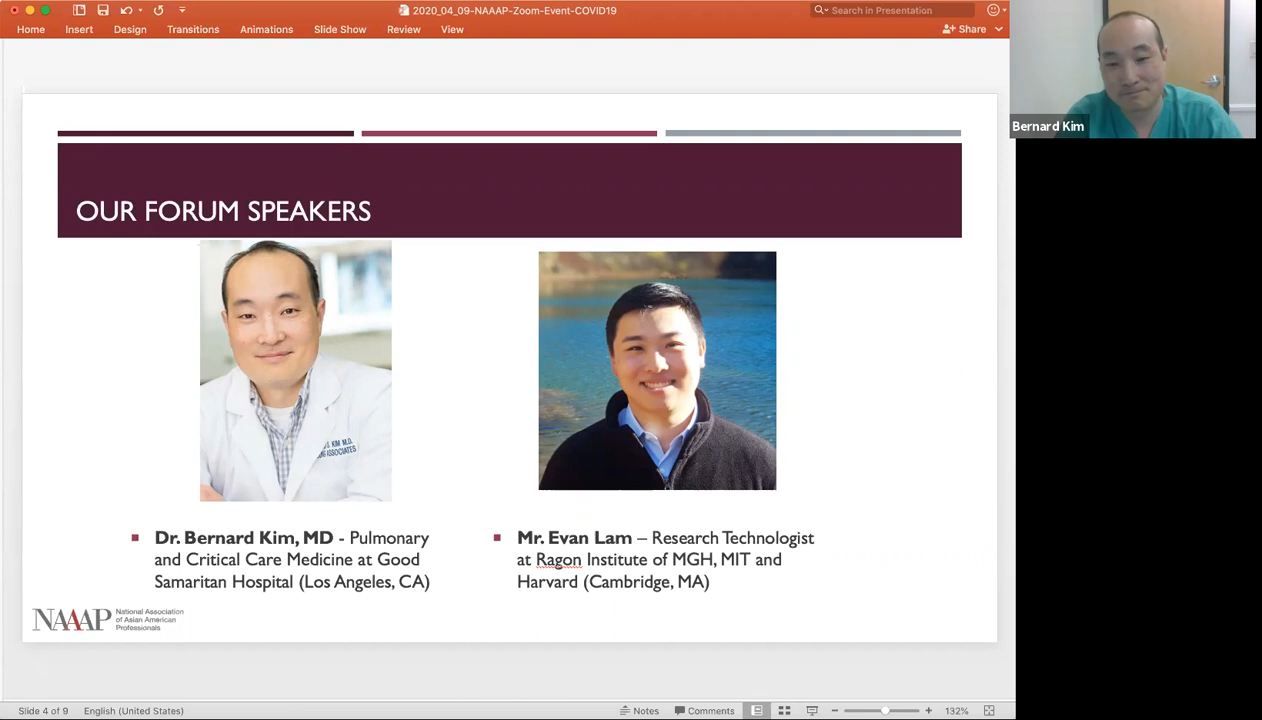 2020_04_09-NAAAP-Zoom-Event-COVID19
Search in Presentation
Home Insert Design Transitions Animations Slide Show Review View
Share
Bernard Kim
OUR FORUM SPEAKERS
KIM M.D.
ASSOCIATES
Dr. Bernard Kim, MD - Pulmonary
and Critical Care Medicine at Good
Samaritan Hospital (Los Angeles, CA)
Mr. Evan Lam – Research Technologist
at Ragon Institute of MGH, MIT and
Harvard (Cambridge, MA)
NAAAP
National Association
of Asian American
Professionals
Slide 4 of 9
English (United States)
Notes
Comments
132%